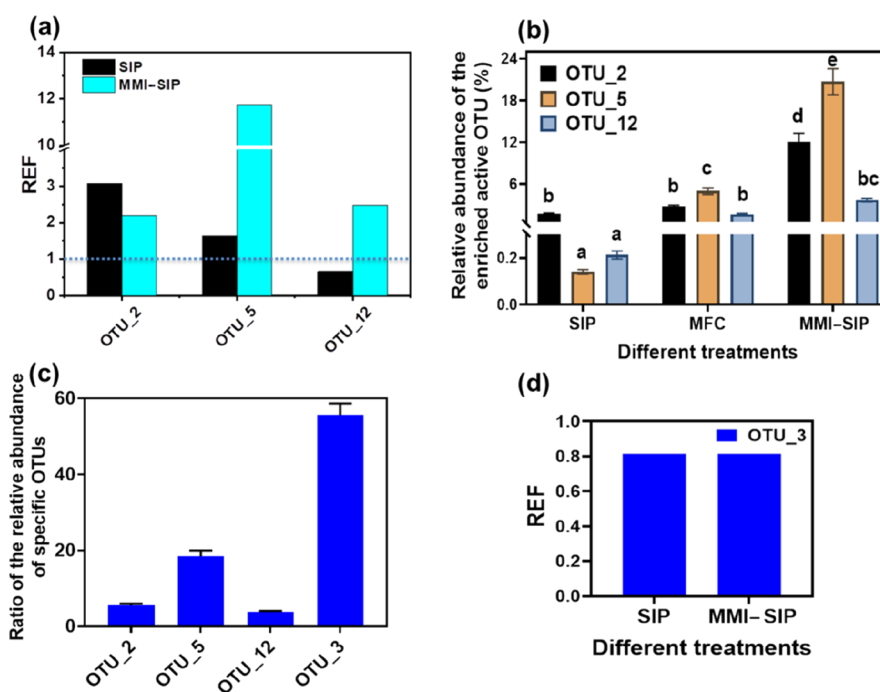 (a)
14
12
10
3
2
1
0
REF
SIP
MMI–SIP
OTU_2
OTU_5
OTU_12
(b)
Relative abundance of the
enriched active OTU (%)
24
18
12
6
0.2
0.0
OTU_2
OTU_5
OTU_12
b
a
a
b
c
b
d
e
bc
SIP
MFC
MMI–SIP
Different treatments
(c)
Ratio of the relative abundance
of specific OTUs
60
40
20
0
OTU_2
OTU_5
OTU_12
OTU_3
(d)
REF
1.0
0.8
0.6
0.4
0.2
0.0
OTU_3
SIP
MMI– SIP
Different treatments